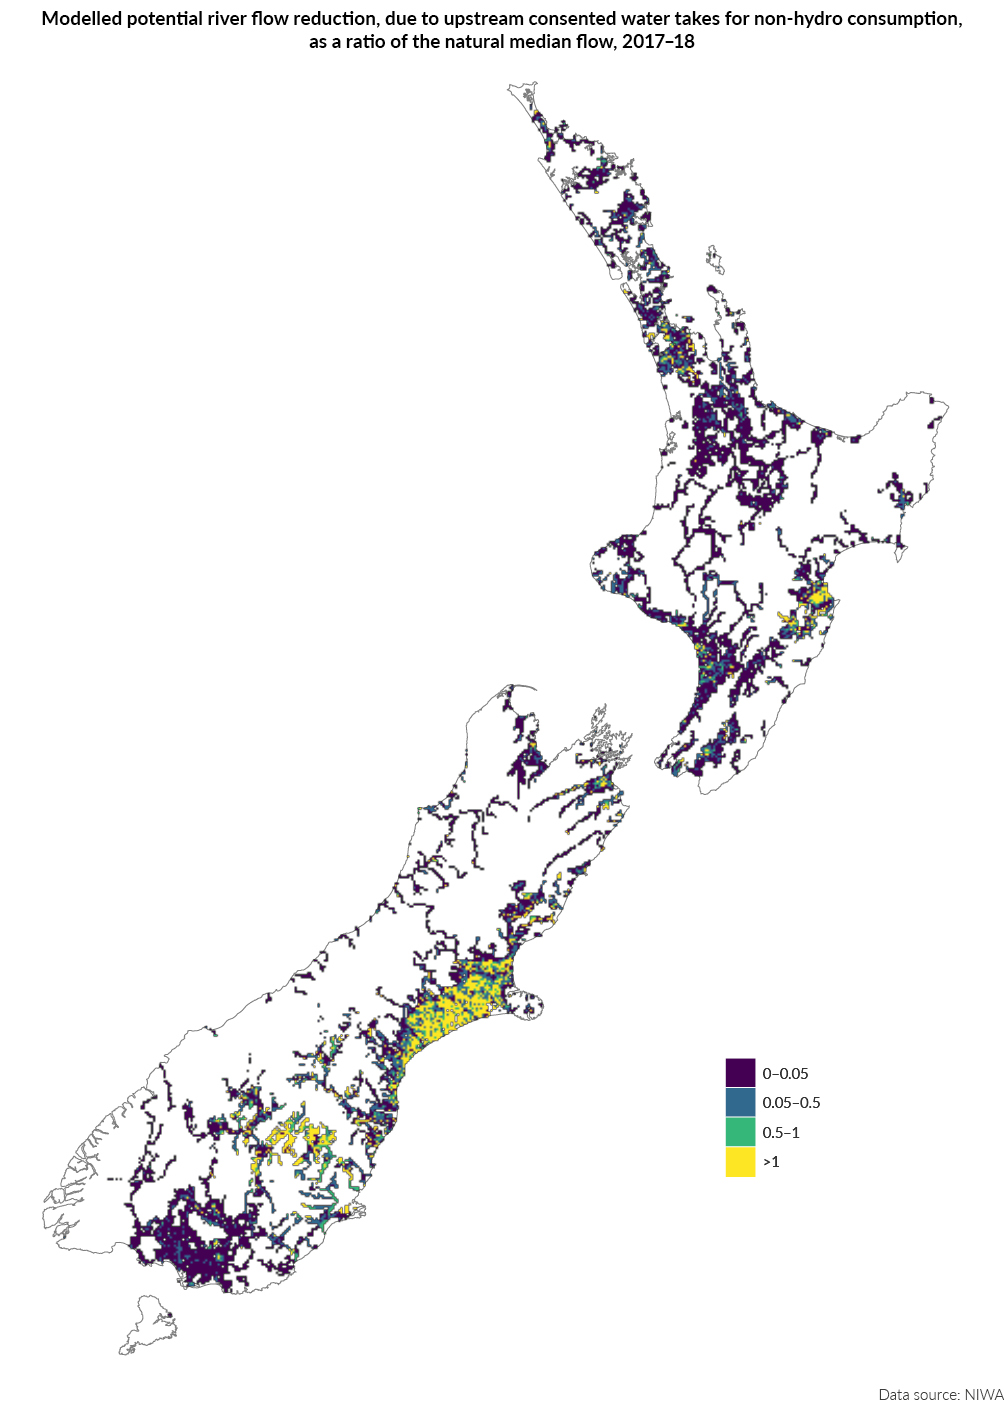 Modelled potential river flow reduction, due to upstream consented water takes for non-hydro consumption,
as a ratio of the natural median flow, 2017–18
0–0.05
0.05–0.5
0.5–1
>1
Data source: NIWA